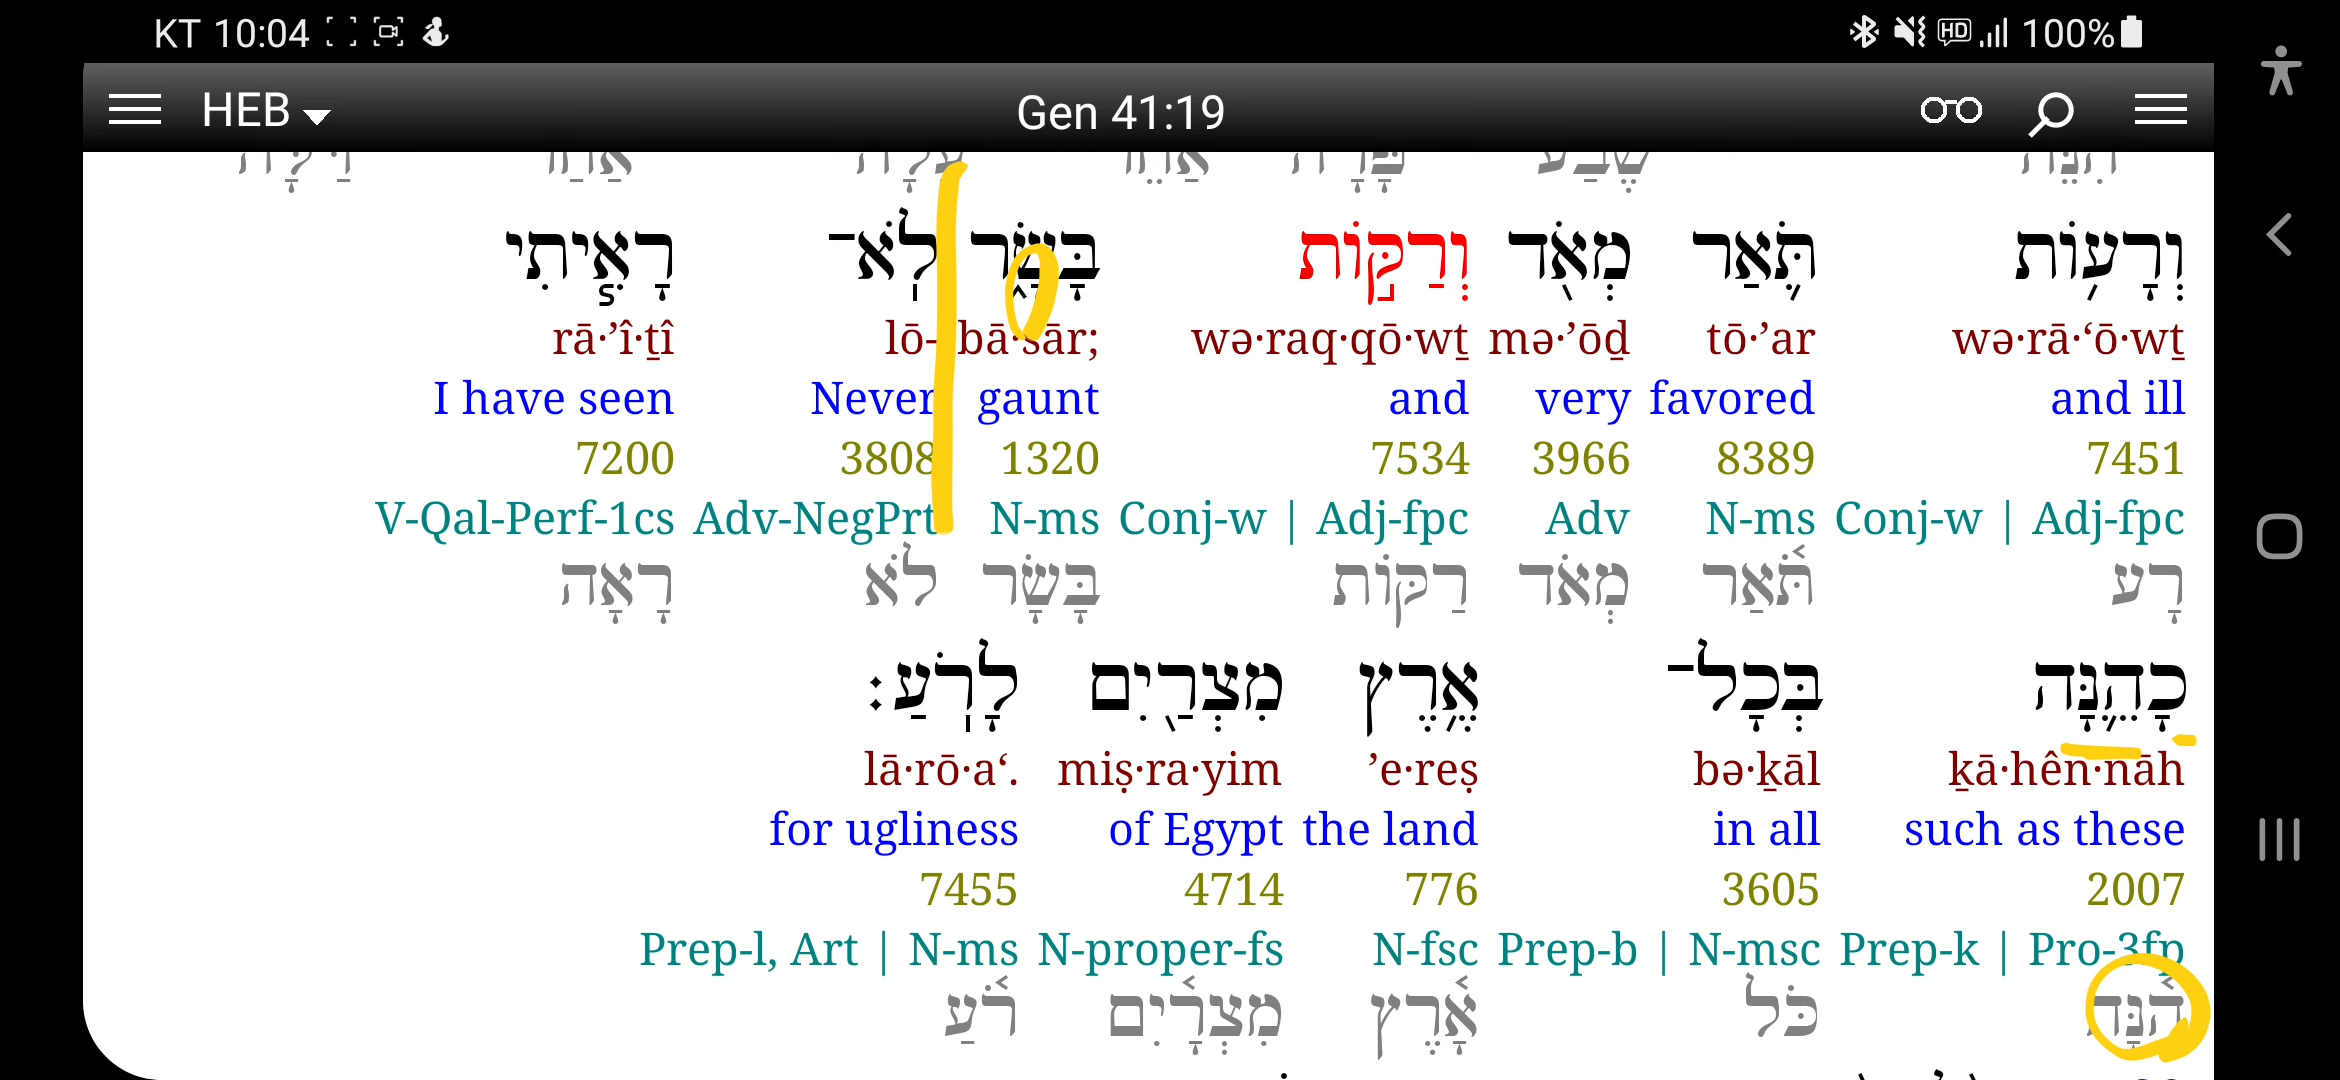 KT 10:04 HD 100%
HEB Gen 41:19
וְרָע֥וֹת תֹּ֛אַר מְאֹ֖ד וְרַקּ֣וֹת בָּשָׂ֑ר לֹֽא־ רָאִ֧יתִי
wə·rā·‘ō·wṯ tō·’ar mə·’ōḏ wə·raq·qō·wṯ bā·śār; lō- rā·’î·ṯî
and ill favored very and gaunt Never I have seen
7451 8389 3966 7534 1320 3808 7200
Conj-w | Adj-fpc N-ms Adv Conj-w | Adj-fpc N-ms Adv-NegPrt V-Qal-Perf-1cs
רָע תֹּ֫אַר מְאֹד רַקּוֹת בָּשָׂר לֹא רָאָה
כָהֵ֛נָּה בְּכָל־ אֶ֥רֶץ מִצְרַ֖יִם לָרֹֽעַ׃
ḵā·hên·nāh bə·ḵāl ’e·reṣ miṣ·ra·yim lā·rō·a‘.
such as these in all the land of Egypt for ugliness
2007 3605 776 4714 7455
Prep-k | Pro-3fp Prep-b | N-msc N-fsc N-proper-fs Prep-l, Art | N-ms
כֹּל אָ֫רֶץ מִצְרָ֫יִם רֹ֫עַ